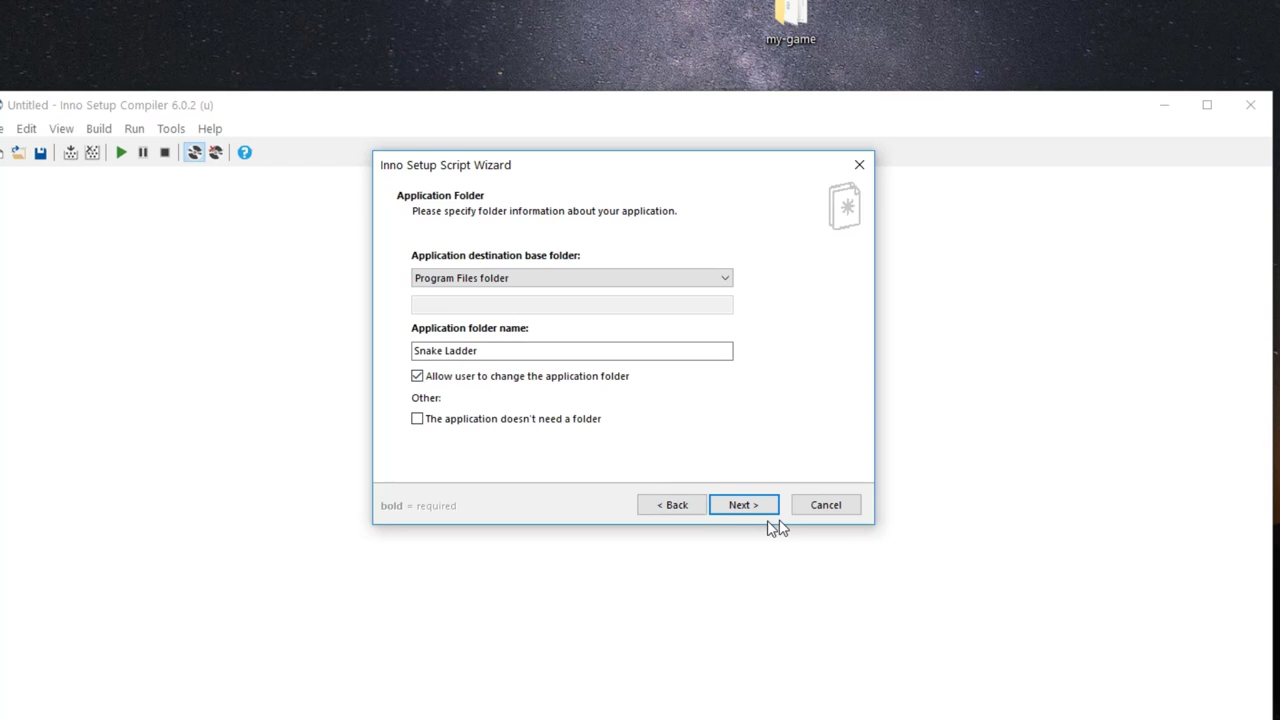 my-game
Untitled - Inno Setup Compiler 6.0.2 (u)
Edit View Build Run Tools Help
Inno Setup Script Wizard
Application Folder
Please specify folder information about your application.
Application destination base folder:
Program Files folder
Application folder name:
Snake Ladder
Allow user to change the application folder
Other:
The application doesn't need a folder
bold = required
< Back
Next >
Cancel